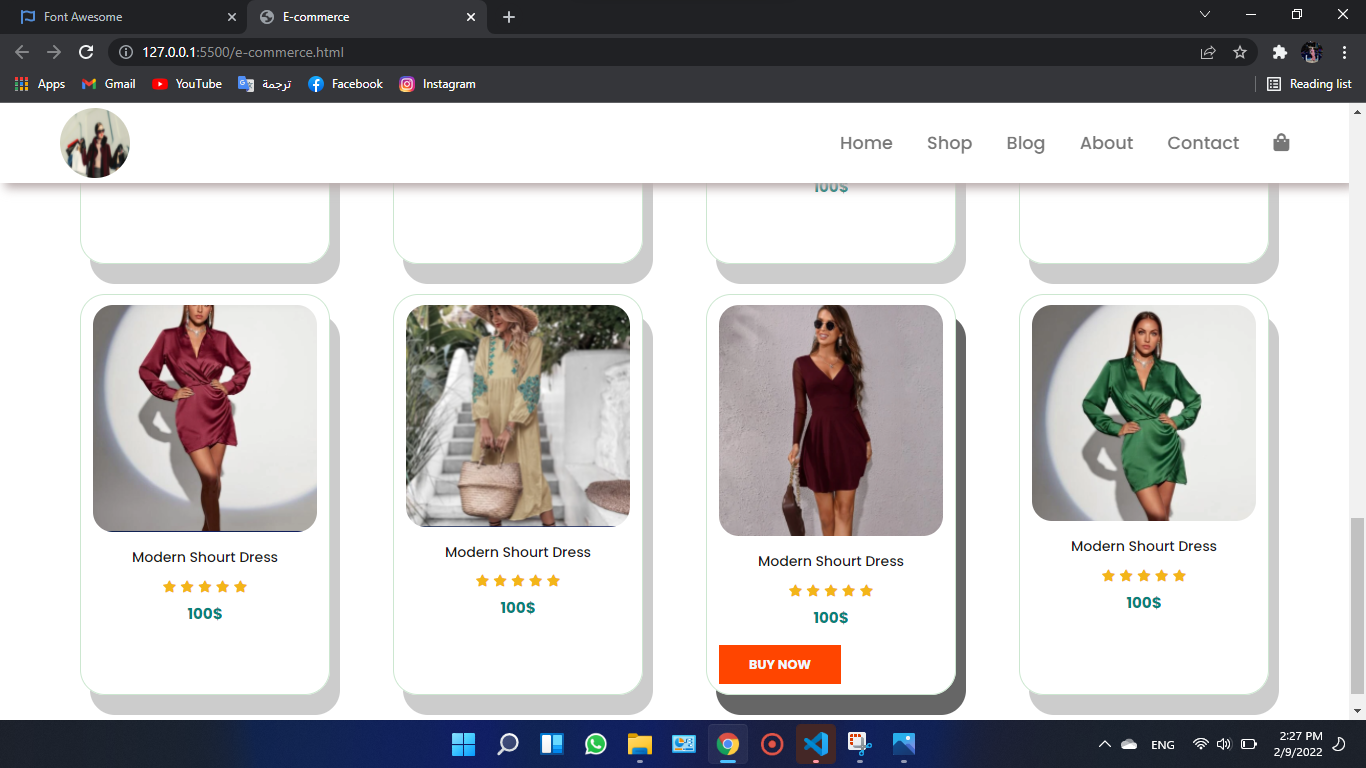 Font Awesome
E-commerce
127.0.0.1:5500/e-commerce.html
Apps
Gmail
YouTube
ترجمة
Facebook
Instagram
Reading list
Home
Shop
Blog
About
Contact
100$
Modern Shourt Dress
100$
Modern Shourt Dress
100$
Modern Shourt Dress
100$
BUY NOW
Modern Shourt Dress
100$
ENG
2:27 PM
2/9/2022